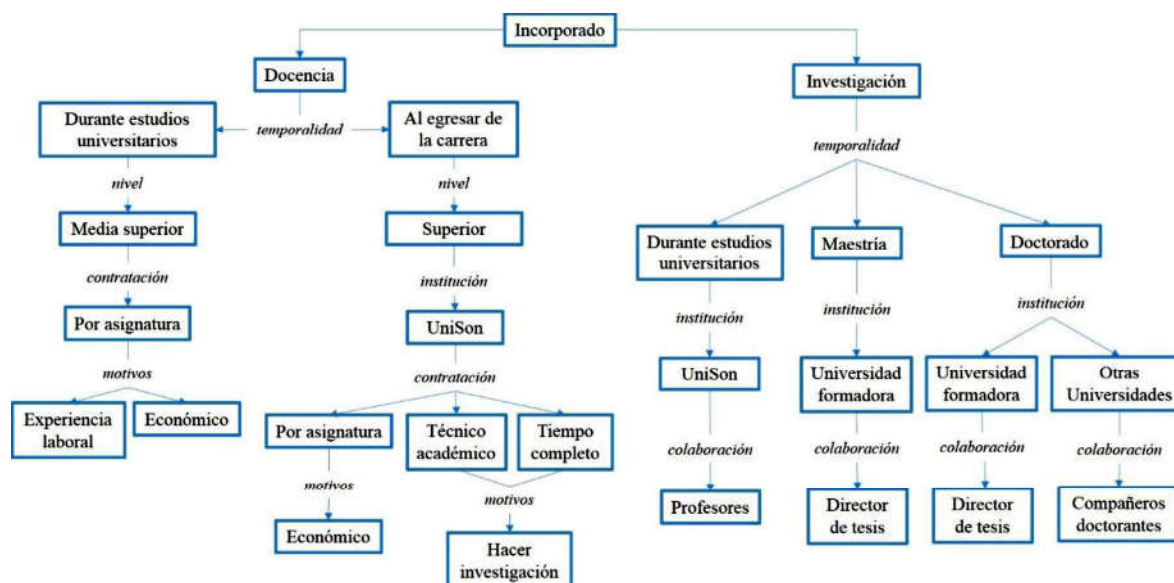 Incorporado
Docencia
Investigación
Durante estudios
universitarios
temporalidad
Al egresar de
la carrera
temporalidad
nivel
nivel
Media superior
Superior
Durante estudios
universitarios
Maestría
Doctorado
contratación
institución
institución
institución
institución
Por asignatura
UniSon
UniSon
Universidad
formadora
Universidad
formadora
Otras
Universidades
motivos
contratación
Experiencia
laboral
Económico
Por asignatura
Técnico
académico
Tiempo
completo
colaboración
colaboración
colaboración
colaboración
motivos
motivos
Profesores
Director
de tesis
Director
de tesis
Compañeros
doctorantes
Económico
Hacer
investigación